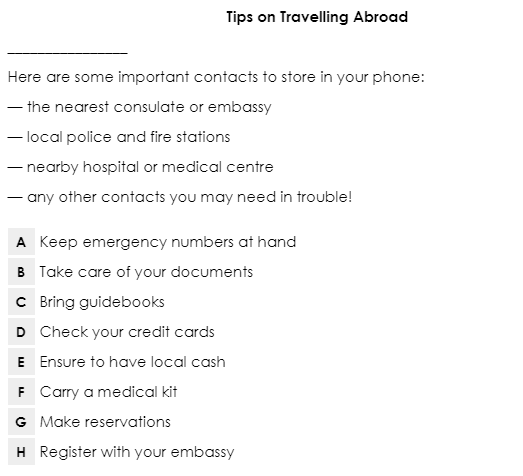 Tips on Travelling Abroad
________________
Here are some important contacts to store in your phone:
— the nearest consulate or embassy
— local police and fire stations
— nearby hospital or medical centre
— any other contacts you may need in trouble!
A Keep emergency numbers at hand
B Take care of your documents
C Bring guidebooks
D Check your credit cards
E Ensure to have local cash
F Carry a medical kit
G Make reservations
H Register with your embassy